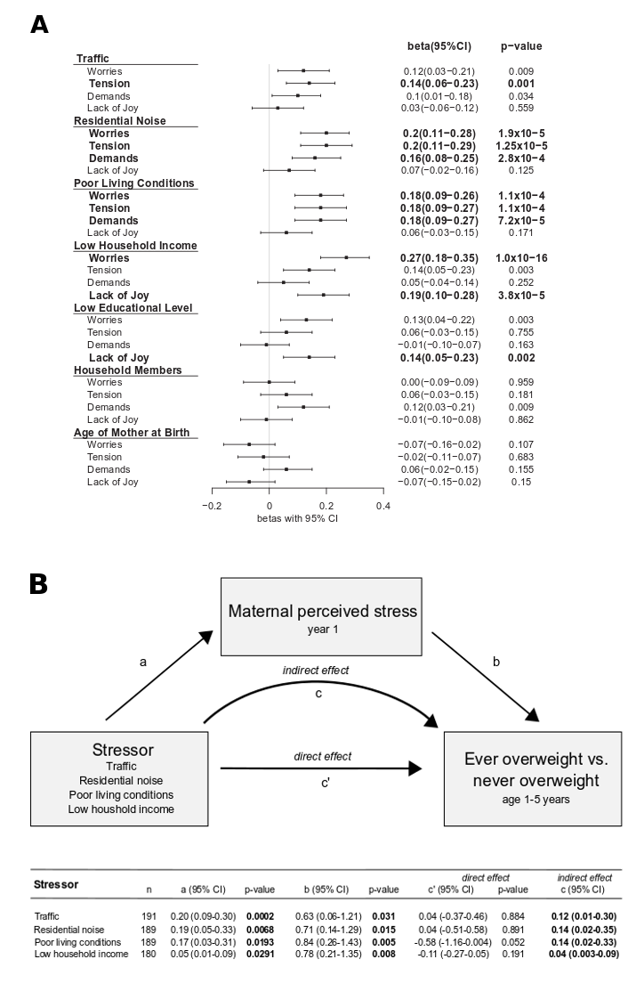 A
beta(95%CI) p−value
Traffic
Worries 0.12(0.03−0.21) 0.009
Tension 0.14(0.06−0.23) 0.001
Demands 0.1(0.01−0.18) 0.034
Lack of Joy 0.03(−0.06−0.12) 0.559
Residential Noise
Worries 0.2(0.11−0.28) 1.9x10−5
Tension 0.2(0.11−0.29) 1.25x10−5
Demands 0.16(0.08−0.25) 2.8x10−4
Lack of Joy 0.07(−0.02−0.16) 0.125
Poor Living Conditions
Worries 0.18(0.09−0.26) 1.1x10−4
Tension 0.18(0.09−0.27) 1.1x10−4
Demands 0.18(0.09−0.27) 7.2x10−5
Lack of Joy 0.06(−0.03−0.15) 0.171
Low Household Income
Worries 0.27(0.18−0.35) 1.0x10−16
Tension 0.14(0.05−0.23) 0.003
Demands 0.05(−0.04−0.14) 0.252
Lack of Joy 0.19(0.10−0.28) 3.8x10−5
Low Educational Level
Worries 0.13(0.04−0.22) 0.003
Tension 0.06(−0.03−0.15) 0.755
Demands −0.01(−0.10−0.07) 0.163
Lack of Joy 0.14(0.05−0.23) 0.002
Household Members
Worries 0.00(−0.09−0.09) 0.959
Tension 0.06(−0.03−0.15) 0.181
Demands 0.12(0.03−0.21) 0.009
Lack of Joy −0.01(−0.10−0.08) 0.862
Age of Mother at Birth
Worries −0.07(−0.16−0.02) 0.107
Tension −0.02(−0.11−0.07) 0.683
Demands 0.06(−0.02−0.15) 0.155
Lack of Joy −0.07(−0.15−0.02) 0.15
−0.2 0 0.2 0.4
betas with 95% CI
B
Maternal perceived stress
year 1
a
b
indirect effect
c
Stressor
Traffic
Residential noise
Poor living conditions
Low houshold income
direct effect
c'
Ever overweight vs.
never overweight
age 1-5 years
direct effect indirect effect
Stressor n a (95% CI) p-value b (95% CI) p-value c' (95% CI) p-value c (95% CI)
Traffic 191 0.20 (0.09-0.30) 0.0002 0.63 (0.06-1.21) 0.031 0.04 (-0.37-0.46) 0.884 0.12 (0.01-0.30)
Residential noise 189 0.19 (0.05-0.33) 0.0068 0.71 (0.14-1.29) 0.015 0.04 (-0.51-0.58) 0.891 0.14 (0.02-0.35)
Poor living conditions 189 0.17 (0.03-0.31) 0.0193 0.84 (0.26-1.43) 0.005 -0.58 (-1.16-0.004) 0.052 0.14 (0.02-0.33)
Low household income 180 0.05 (0.01-0.09) 0.0291 0.78 (0.21-1.35) 0.008 -0.11 (-0.27-0.05) 0.191 0.04 (0.003-0.09)